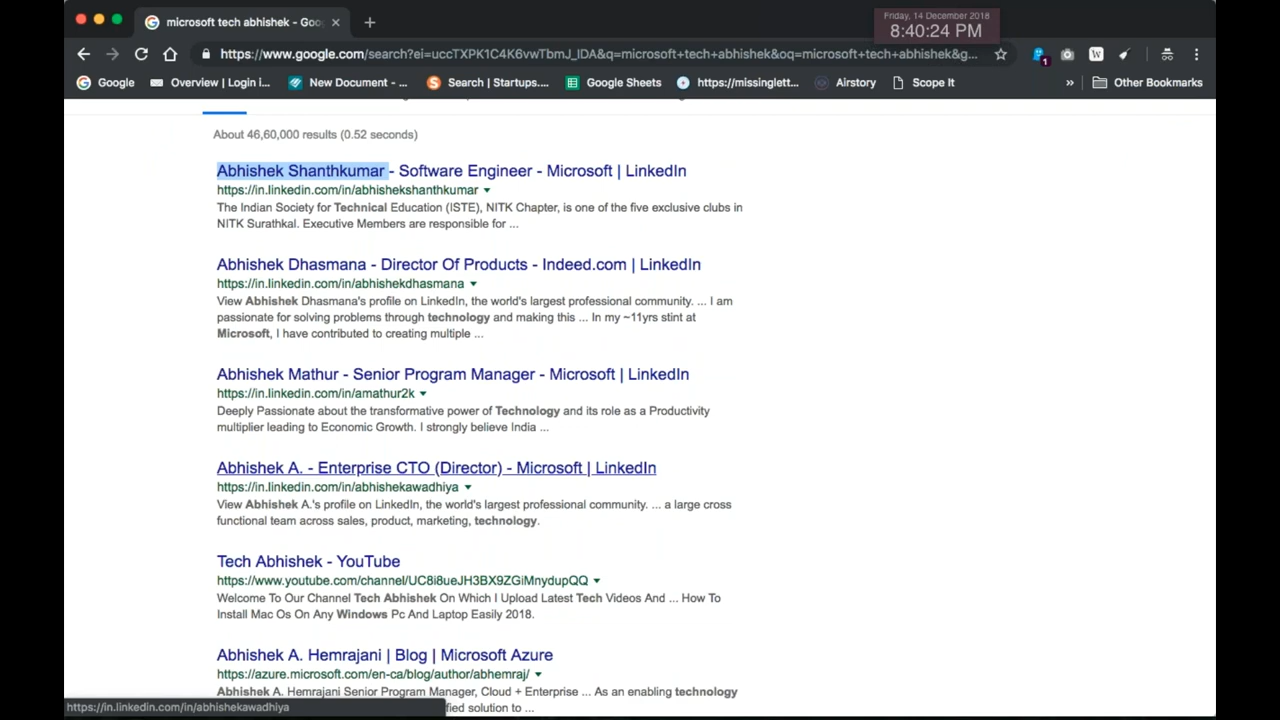 microsoft tech abhishek - Goo
Friday, 14 December 2018
8:40:24 PM
https://www.google.com/search?ei=uccTXPK1C4K6vwTbmJ_IDA&q=microsoft+tech+abhishek&oq=microsoft+tech+abhishek&g...
1
W
Google
Overview | Login i...
New Document - ...
S
Search | Startups....
Google Sheets
https://missinglett...
Airstory
Scope It
»
Other Bookmarks
About 46,60,000 results (0.52 seconds)
Abhishek Shanthkumar - Software Engineer - Microsoft | LinkedIn
https://in.linkedin.com/in/abhishekshanthkumar
The Indian Society for Technical Education (ISTE), NITK Chapter, is one of the five exclusive clubs in
NITK Surathkal. Executive Members are responsible for ...
Abhishek Dhasmana - Director Of Products - Indeed.com | LinkedIn
https://in.linkedin.com/in/abhishekdhasmana
View Abhishek Dhasmana's profile on LinkedIn, the world's largest professional community. ... I am
passionate for solving problems through technology and making this ... In my ~11yrs stint at
Microsoft, I have contributed to creating multiple ...
Abhishek Mathur - Senior Program Manager - Microsoft | LinkedIn
https://in.linkedin.com/in/amathur2k
Deeply Passionate about the transformative power of Technology and its role as a Productivity
multiplier leading to Economic Growth. I strongly believe India ...
Abhishek A. - Enterprise CTO (Director) - Microsoft | LinkedIn
https://in.linkedin.com/in/abhishekawadhiya
View Abhishek A.'s profile on LinkedIn, the world's largest professional community. ... a large cross
functional team across sales, product, marketing, technology.
Tech Abhishek - YouTube
https://www.youtube.com/channel/UC8i8ueJH3BX9ZGiMnydupQQ
Welcome To Our Channel Tech Abhishek On Which I Upload Latest Tech Videos And ... How To
Install Mac Os On Any Windows Pc And Laptop Easily 2018.
Abhishek A. Hemrajani | Blog | Microsoft Azure
https://azure.microsoft.com/en-ca/blog/author/abhemraj/
Abhishek A. Hemrajani Senior Program Manager, Cloud + Enterprise ... As an enabling technology
https://in.linkedin.com/in/abhishekawadhiya
fied solution to ...